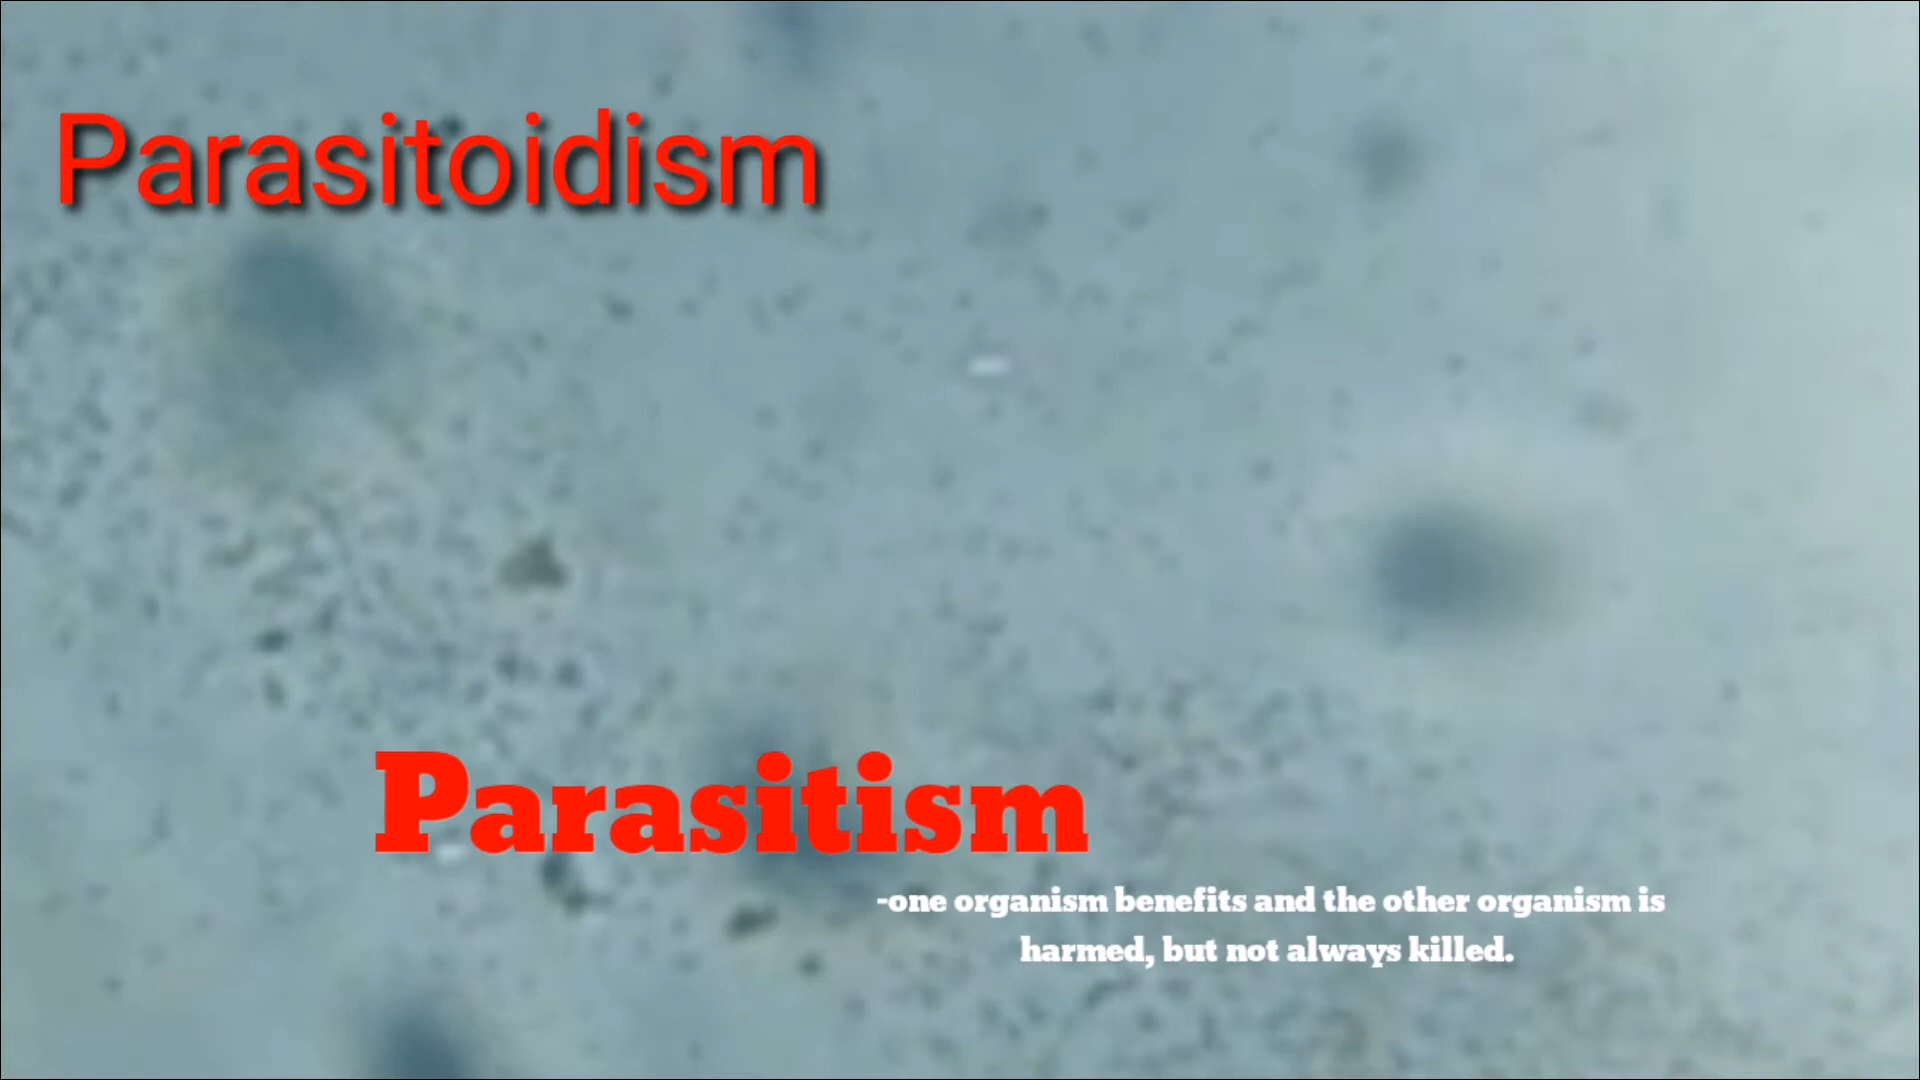 Parasitoidism
Parasitism
-one organism benefits and the other organism is
harmed, but not always killed.